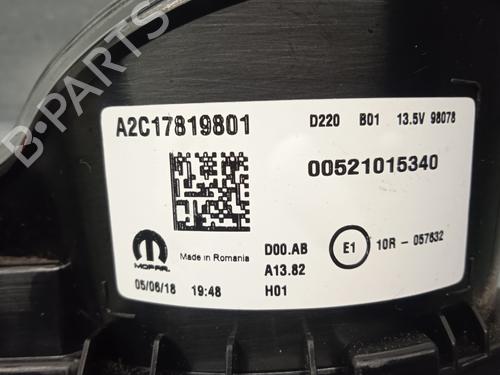 A2C17819801 D220 B01 13.5V 98078
00521015340
MOPAR Made in Romania D00.AB E1 10R - 057632
A13.82
05/06/18 19:48 H01
B-Parts